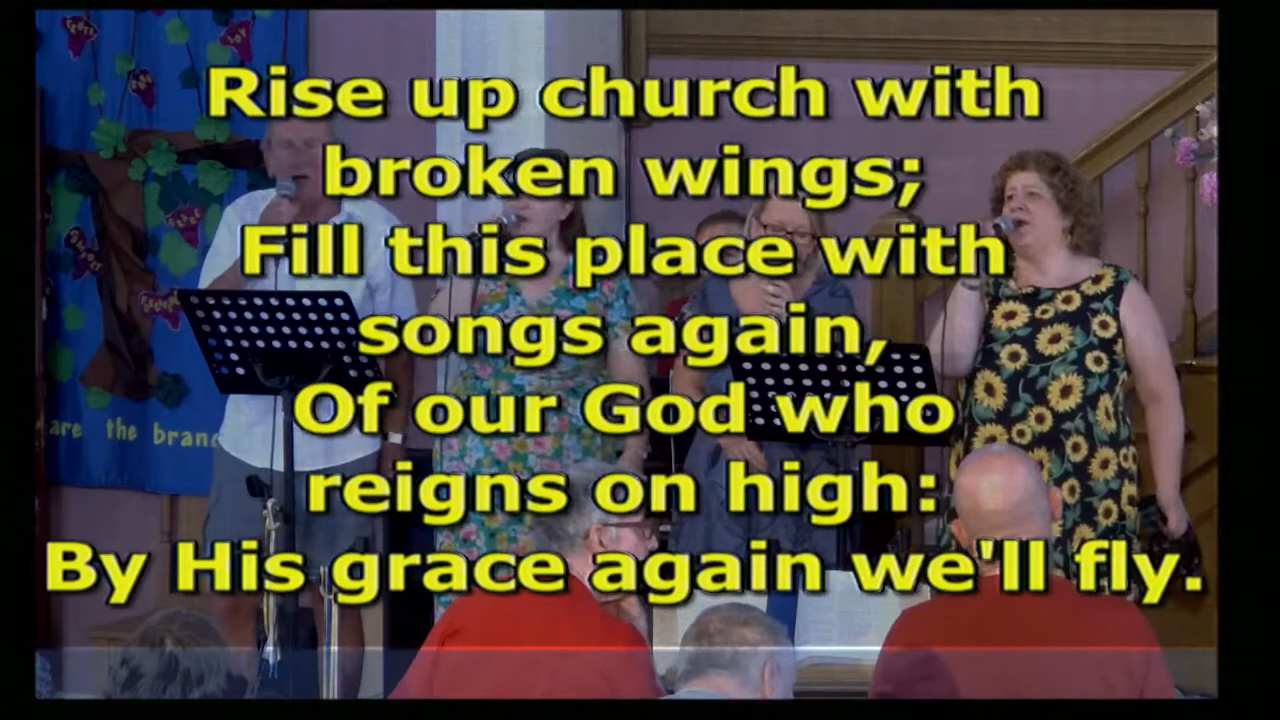 Rise up church with
broken wings;
Fill this place with
songs again,
Of our God who
reigns on high:
By His grace again we'll fly.
are the branc